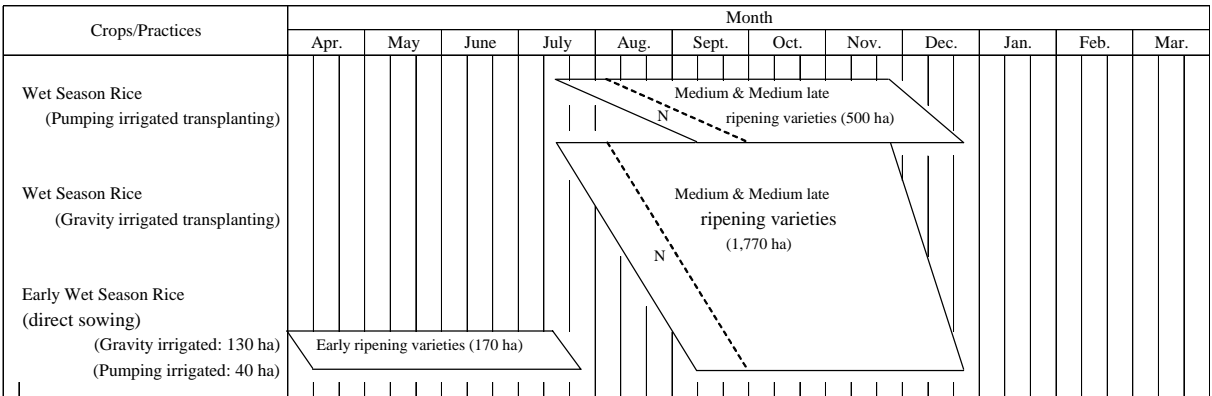 Crops/Practices
Month
Apr. May June July Aug. Sept. Oct. Nov. Dec. Jan. Feb. Mar.
Wet Season Rice
(Pumping irrigated transplanting)
N
Medium & Medium late
ripening varieties (500 ha)
Wet Season Rice
(Gravity irrigated transplanting)
N
Medium & Medium late
ripening varieties
(1,770 ha)
Early Wet Season Rice
(direct sowing)
(Gravity irrigated: 130 ha)
(Pumping irrigated: 40 ha)
Early ripening varieties (170 ha)